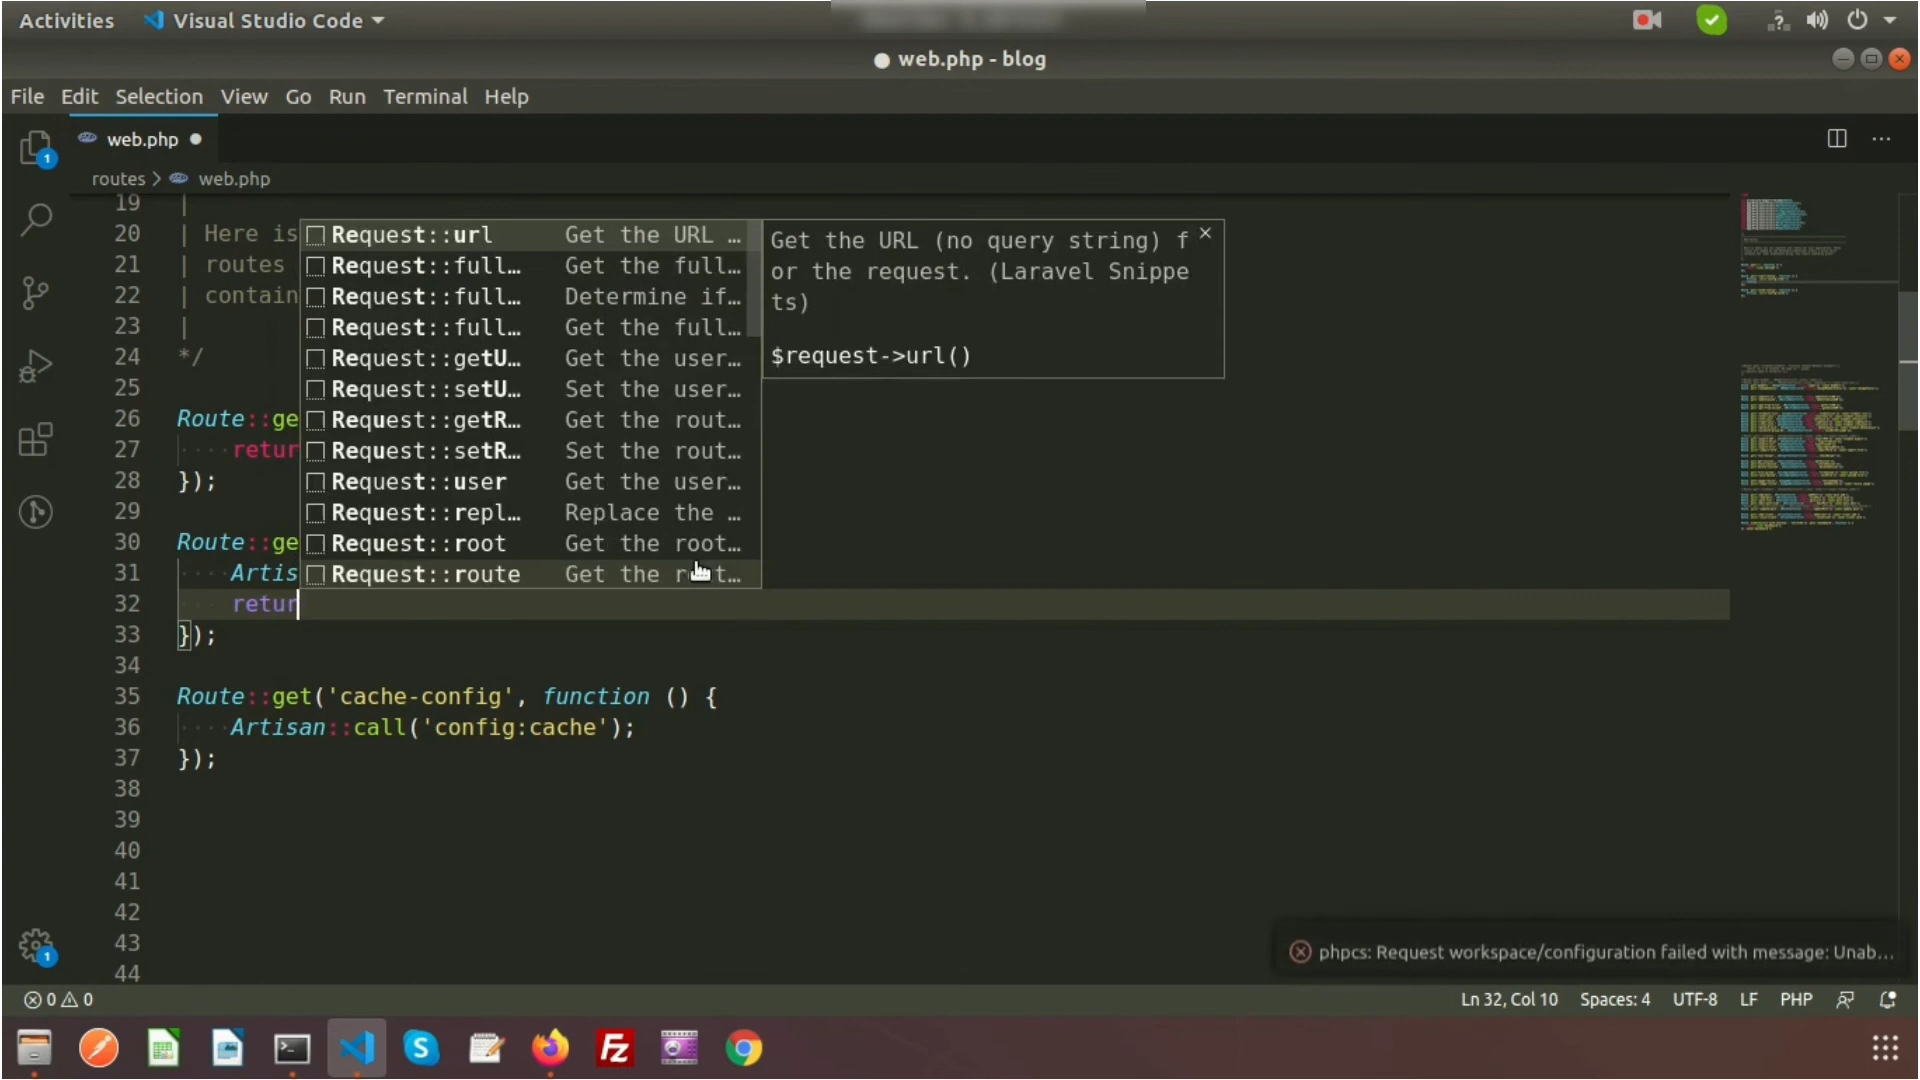 Activities Visual Studio Code
web.php - blog
File Edit Selection View Go Run Terminal Help
1 web.php
routes > web.php
19 |
20 | Here is
21 | routes
22 | contain
23 |
24 */
25
26 Route::ge
27 retur
28 });
29
30 Route::ge
31 Artis
32 retur
33 });
34
35 Route::get('cache-config', function () {
36 Artisan::call('config:cache');
37 });
38
39
40
41
42
43
44
Request::url Get the URL …
Request::full… Get the full…
Request::full… Determine if…
Request::full… Get the full…
Request::getU… Get the user…
Request::setU… Set the user…
Request::getR… Get the rout…
Request::setR… Set the rout…
Request::user Get the user…
Request::repl… Replace the …
Request::root Get the root…
Request::route Get the r t…
Get the URL (no query string) f
or the request. (Laravel Snippe
ts)
$request->url()
1
phpcs: Request workspace/configuration failed with message: Unab...
0 0 Ln 32, Col 10 Spaces: 4 UTF-8 LF PHP
S Fz